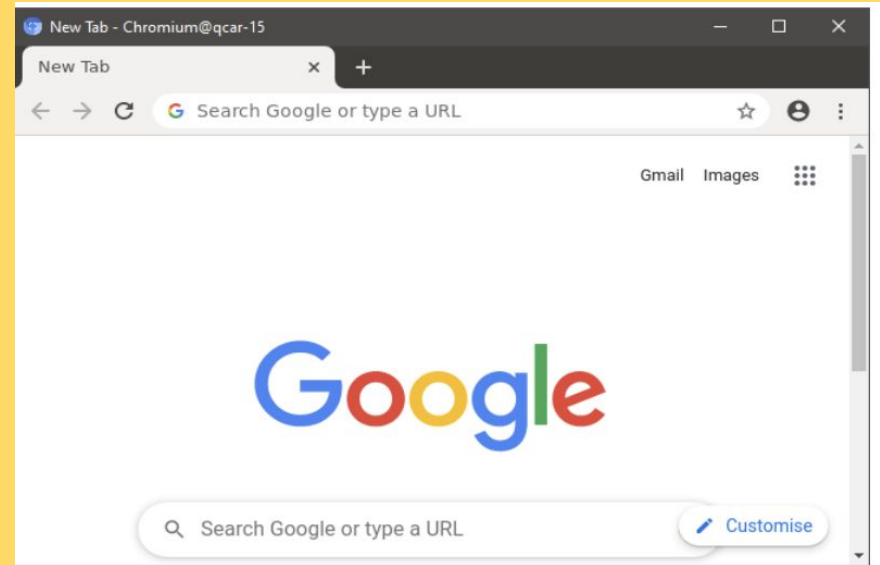 New Tab - Chromium@qcar-15
New Tab
Search Google or type a URL
Gmail Images
Google
Search Google or type a URL
Customise